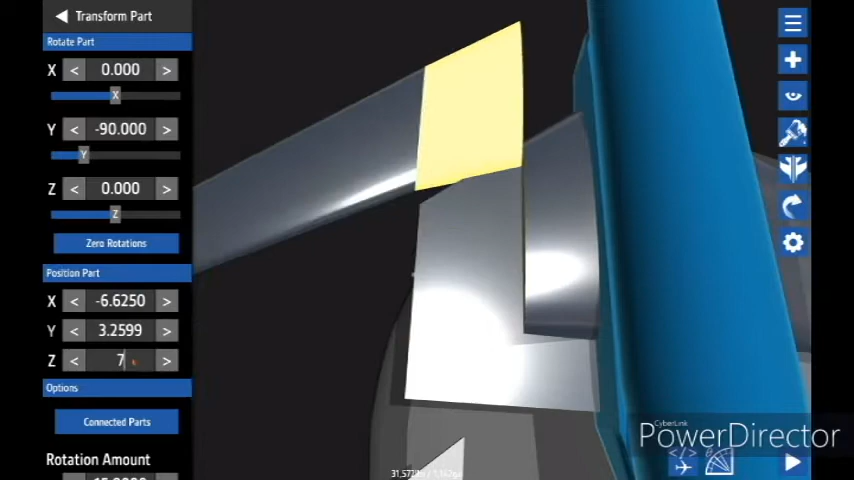 Transform Part
Rotate Part
X < 0.000 >
X
Y < -90.000 >
Y
Z < 0.000 >
Z
Zero Rotations
Position Part
X < -6.6250 >
Y < 3.2599 >
Z < 7 >
Options
Connected Parts
CyberLink
PowerDirector
Rotation Amount